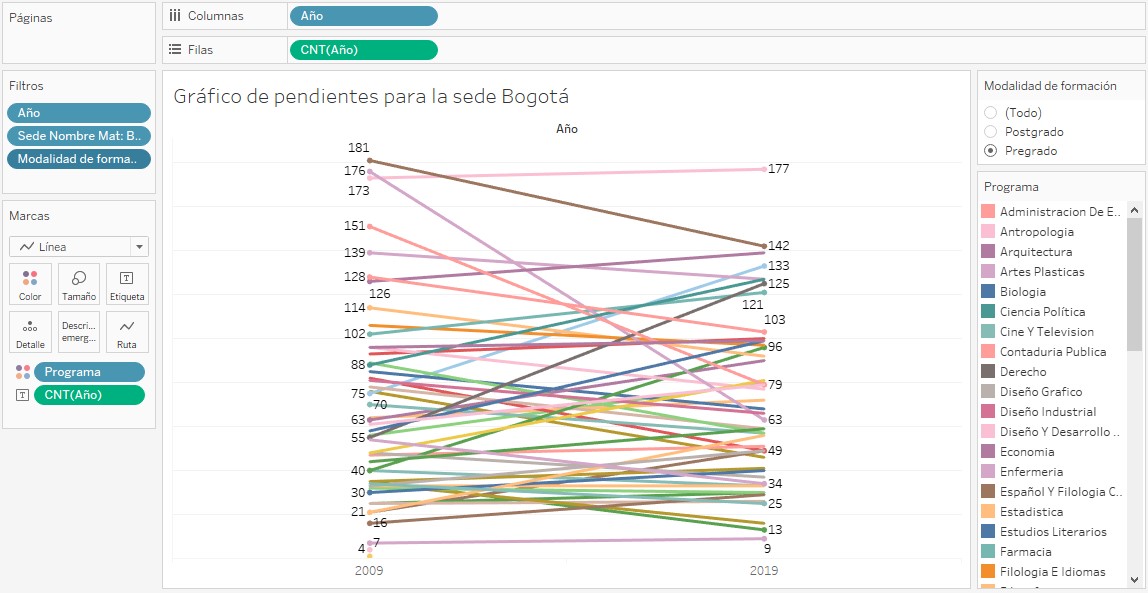 Páginas
Columnas
Año
Filas
CNT(Año)
Filtros
Año
Sede Nombre Mat: B..
Modalidad de forma..
Marcas
Línea
Color
Tamaño
Etiqueta
Detalle
Descri... emerg...
Ruta
Programa
CNT(Año)
Gráfico de pendientes para la sede Bogotá
Año
181
176
173
151
139
128
126
114
102
88
75
70
63
55
40
30
21
16
7
4
177
142
133
125
121
103
96
79
63
49
34
25
13
9
2009
2019
Modalidad de formación
(Todo)
Postgrado
Pregrado
Programa
Administracion De E..
Antropologia
Arquitectura
Artes Plasticas
Biologia
Ciencia Política
Cine Y Television
Contaduria Publica
Derecho
Diseño Grafico
Diseño Industrial
Diseño Y Desarrollo ..
Economia
Enfermeria
Español Y Filologia C..
Estadistica
Estudios Literarios
Farmacia
Filologia E Idiomas